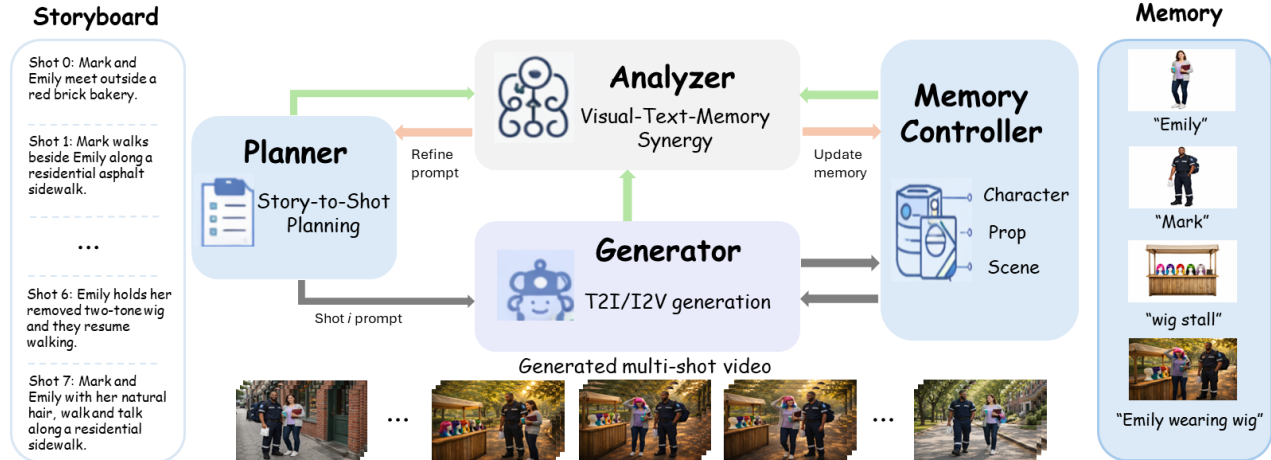 Storyboard
Shot 0: Mark and
Emily meet outside a
red brick bakery.
Shot 1: Mark walks
beside Emily along a
residential asphalt
sidewalk.
...
Shot 6: Emily holds her
removed two-tone wig
and they resume
walking.
Shot 7: Mark and
Emily with her natural
hair, walk and talk
along a residential
sidewalk.
Planner
Story-to-Shot
Planning
Refine
prompt
Shot i prompt
Analyzer
Visual-Text-Memory
Synergy
Update
memory
Generator
T2I/I2V generation
Memory
Controller
Character
Prop
Scene
Generated multi-shot video
...
...
Memory
“Emily”
“Mark”
“wig stall”
“Emily wearing wig”